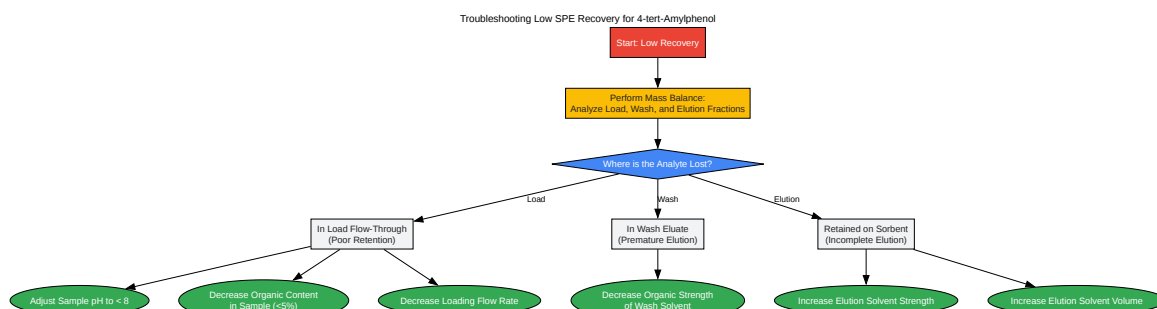 Troubleshooting Low SPE Recovery for 4-tert-Amylphenol
Start: Low Recovery
Perform Mass Balance:
Analyze Load, Wash, and Elution Fractions
Where is the Analyte Lost?
Load
Wash
Elution
In Load Flow-Through
(Poor Retention)
In Wash Eluate
(Premature Elution)
Retained on Sorbent
(Incomplete Elution)
Adjust Sample pH to < 8
Decrease Organic Content
in Sample (<5%)
Decrease Loading Flow Rate
Decrease Organic Strength
of Wash Solvent
Increase Elution Solvent Strength
Increase Elution Solvent Volume